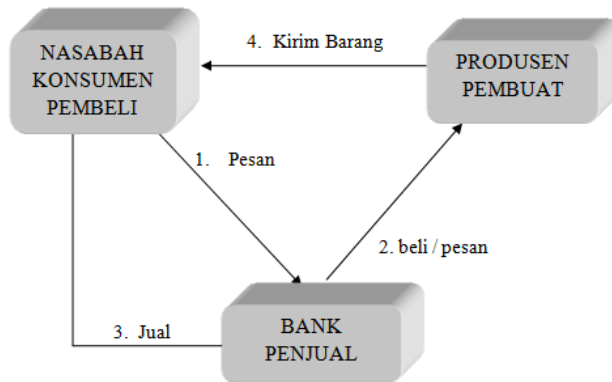 NASABAH
KONSUMEN
PEMBELI
4. Kirim Barang
PRODUSEN
PEMBUAT
1. Pesan
2. beli / pesan
3. Jual
BANK
PENJUAL